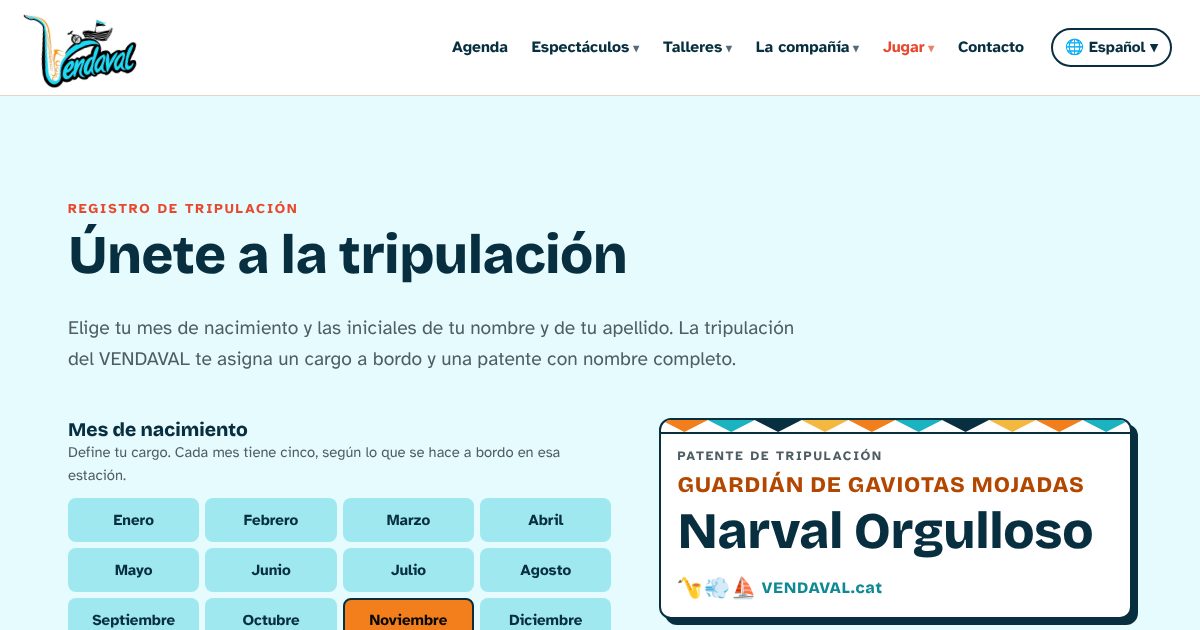 Vendaval
Agenda
Espectáculos ▾
Talleres ▾
La compañía ▾
Jugar ▾
Contacto
🌐 Español ▾
REGISTRO DE TRIPULACIÓN
Únete a la tripulación
Elige tu mes de nacimiento y las iniciales de tu nombre y de tu apellido. La tripulación
del VENDAVAL te asigna un cargo a bordo y una patente con nombre completo.
Mes de nacimiento
Define tu cargo. Cada mes tiene cinco, según lo que se hace a bordo en esa
estación.
Enero
Febrero
Marzo
Abril
Mayo
Junio
Julio
Agosto
Septiembre
Octubre
Noviembre
Diciembre
PATENTE DE TRIPULACIÓN
GUARDIÁN DE GAVIOTAS MOJADAS
Narval Orgulloso
🎷💨⛵ VENDAVAL.cat